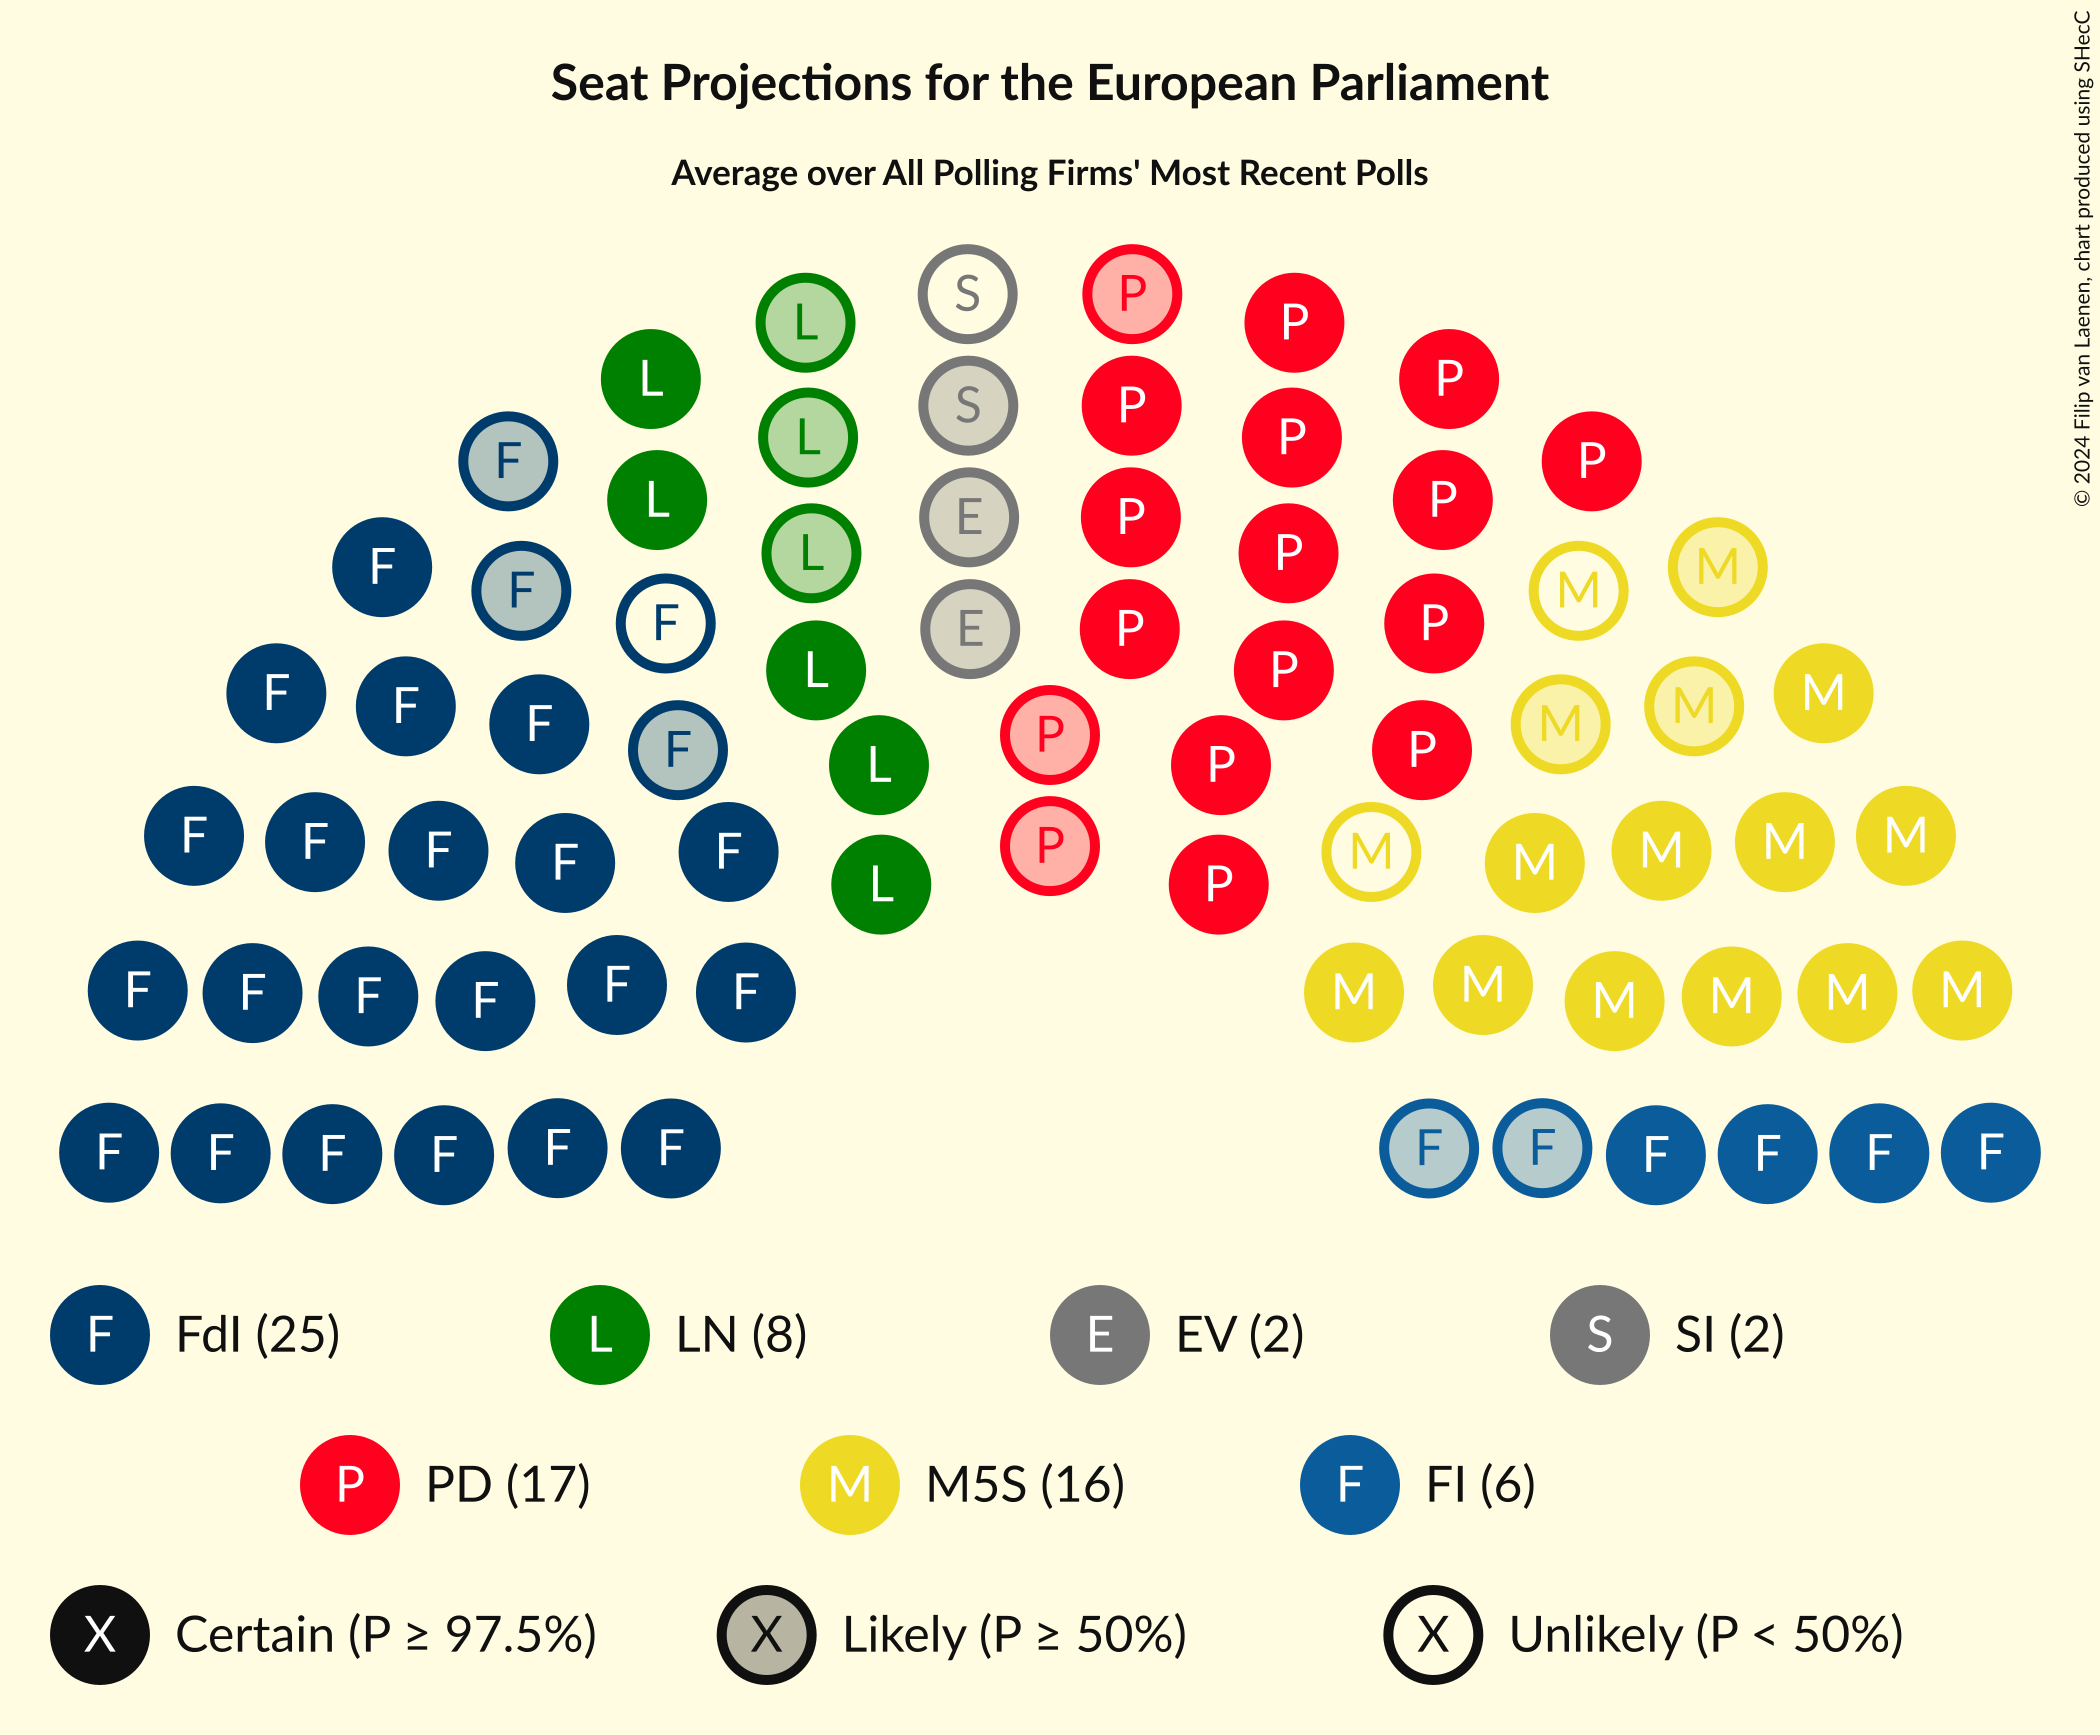 Seat Projections for the European Parliament
Average over All Polling Firms' Most Recent Polls
© 2024 Filip van Laenen, chart produced using SHecC
S P
L P
L P
S P
L P
F P
L P
E P
L P
F M
F M
F P
E P
L P
F M
F M
F M
F P
L P
P
F M
F M
F M
F M
F M
L P
P
F F F F F F M M M M M M
F F F F F F F F F F F F
F FdI (25) L LN (8) E EV (2) S SI (2)
P PD (17) M M5S (16) F FI (6)
X Certain (P ≥ 97.5%) X Likely (P ≥ 50%) X Unlikely (P < 50%)